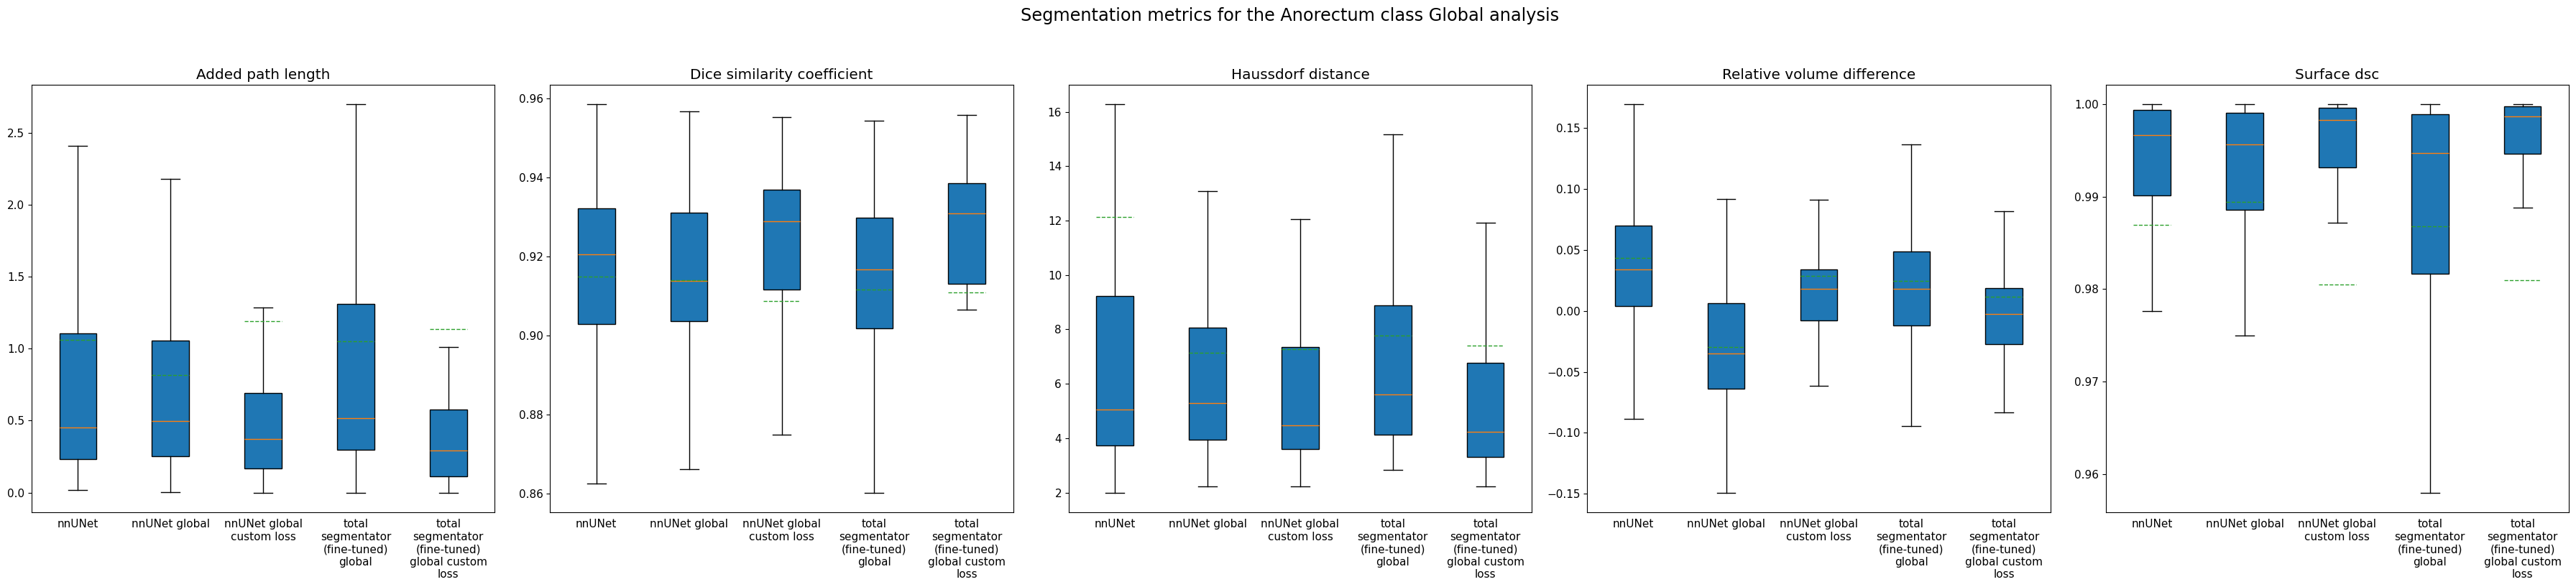 Segmentation metrics for the Anorectum class Global analysis
Added path length
2.5
2.0
1.5
1.0
0.5
0.0
nnUNet
nnUNet global
nnUNet global
custom loss
total
segmentator
(fine-tuned)
global
total
segmentator
(fine-tuned)
global custom
loss
Dice similarity coefficient
0.96
0.94
0.92
0.90
0.88
0.86
nnUNet
nnUNet global
nnUNet global
custom loss
total
segmentator
(fine-tuned)
global
total
segmentator
(fine-tuned)
global custom
loss
Haussdorf distance
16
14
12
10
8
6
4
2
nnUNet
nnUNet global
nnUNet global
custom loss
total
segmentator
(fine-tuned)
global
total
segmentator
(fine-tuned)
global custom
loss
Relative volume difference
0.15
0.10
0.05
0.00
−0.05
−0.10
−0.15
nnUNet
nnUNet global
nnUNet global
custom loss
total
segmentator
(fine-tuned)
global
total
segmentator
(fine-tuned)
global custom
loss
Surface dsc
1.00
0.99
0.98
0.97
0.96
nnUNet
nnUNet global
nnUNet global
custom loss
total
segmentator
(fine-tuned)
global
total
segmentator
(fine-tuned)
global custom
loss